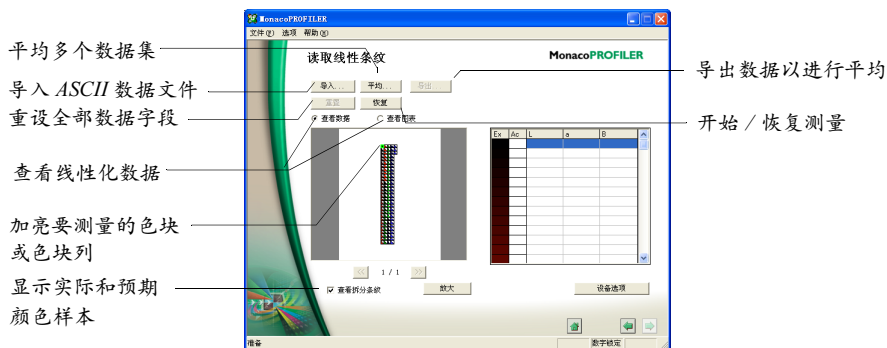 MonacoPROFILER
文件(F) 选项 帮助(H)
读取线性条纹
MonacoPROFILER
导入... 平均... 导出
重置 恢复
查看数据 查看图表
Ex Ac L a B
<< 1 / 1 >>
查看拆分条纹 放大 设备选项
准备 数字锁定
平均多个数据集
导入 ASCII 数据文件
重设全部数据字段
查看线性化数据
加亮要测量的色块
或色块列
显示实际和预期
颜色样本
导出数据以进行平均
开始 / 恢复测量